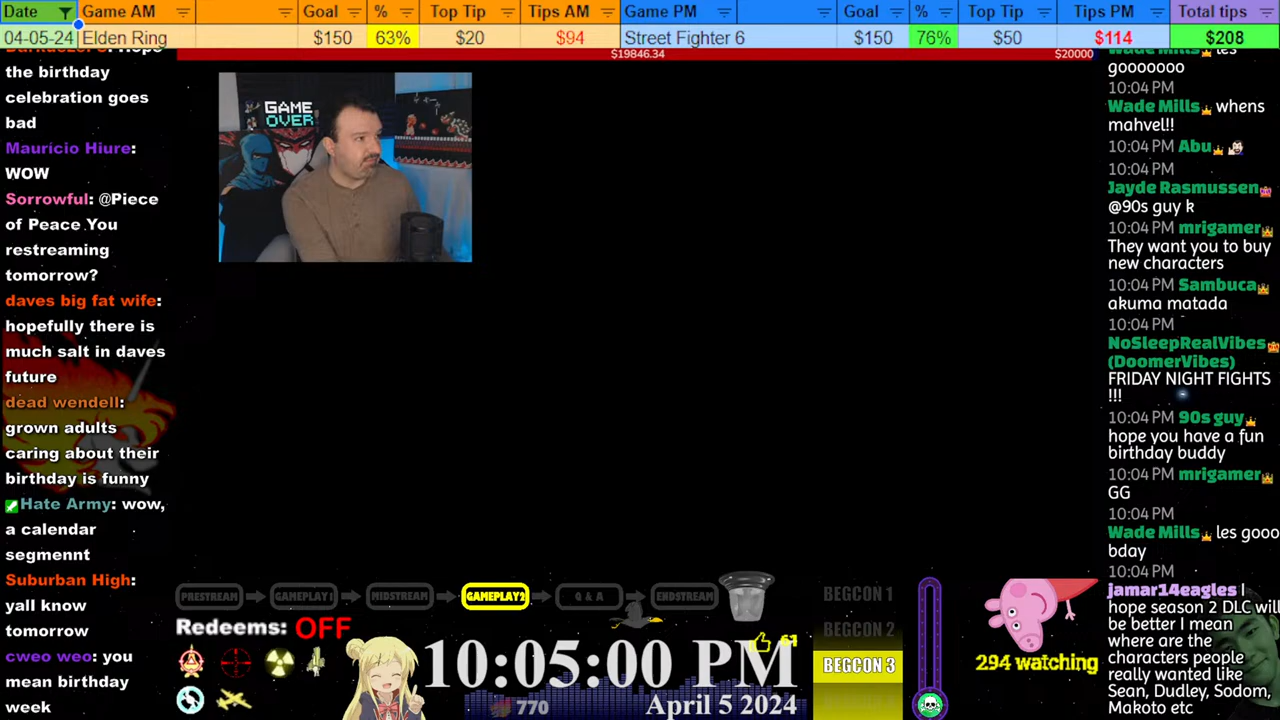 Date Game AM Goal % Top Tip Tips AM Game PM Goal % Top Tip Tips PM Total tips
04-05-24 Elden Ring $150 63% $20 $94 Street Fighter 6 $150 76% $50 $114 $208
$19846.34 $20000
the birthday
celebration goes
bad
Mauricio Hiure:
WOW
Sorrowful: @Piece
of Peace You
restreaming
tomorrow?
daves big fat wife:
hopefully there is
much salt in daves
future
dead wendell:
grown adults
caring about their
birthday is funny
Hate Army: wow,
a calendar
segmennt
Suburban High:
yall know
tomorrow
cweo weo: you
mean birthday
week
GAME
OVER
Wade Mills les
gooooooo
10:04 PM
Wade Mills whens
mahvel!!
10:04 PM Abu
10:04 PM
Jayde Rasmussen
@90s guy k
10:04 PM mrigamer
They want you to buy
new characters
10:04 PM Sambuca
akuma matada
10:04 PM
NoSleepRealVibes
(DoomerVibes)
FRIDAY NIGHT FIGHTS
!!!
10:04 PM 90s guy
hope you have a fun
birthday buddy
10:04 PM mrigamer
GG
10:04 PM
Wade Mills les gooo
bday
10:04 PM
jamar14eagles I
hope season 2 DLC will
be better I mean
where are the
characters people
really wanted like
Sean, Dudley, Sodom,
Makoto etc
PRESTREAM GAMEPLAY1 MIDSTREAM GAMEPLAY2 Q & A ENDSTREAM
Redeems: OFF
10:05:00 PM
61
770
April 5 2024
BEGCON 1
BEGCON 2
BEGCON 3
294 watching